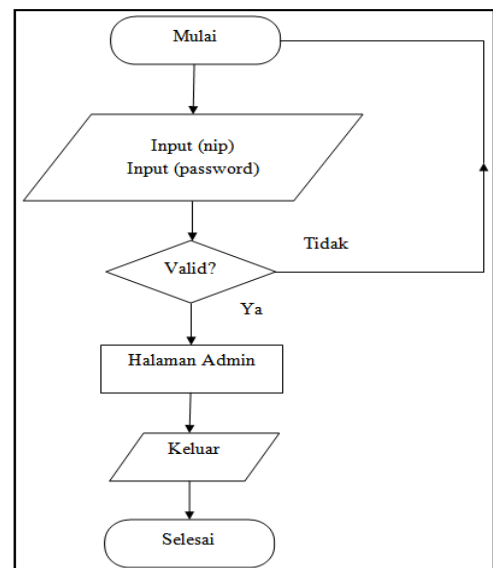 Mulai
Input (nip)
Input (password)
Tidak
Valid?
Ya
Halaman Admin
Keluar
Selesai